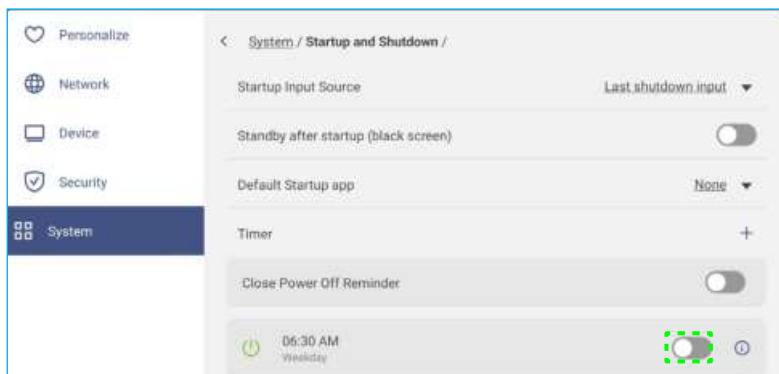 Personalize
Network
Device
Security
System
< System / Startup and Shutdown /
Startup Input Source Last shutdown input
Standby after startup (black screen)
Default Startup app None
Timer +
Close Power Off Reminder
06:30 AM
Weekday